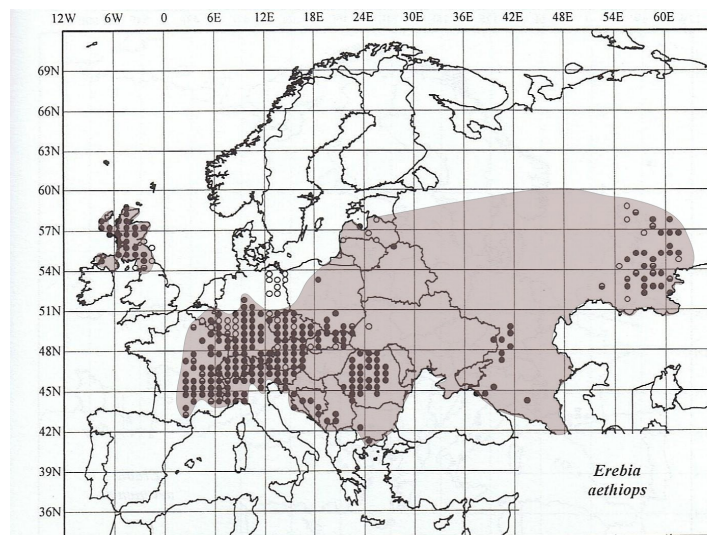 12W 6W 0 6E 12E 18E 24E 30E 36E 42E 48E 54E 60E
69N
66N
63N
60N
57N
54N
51N
48N
45N
42N
39N
36N
Erebia
aethiops